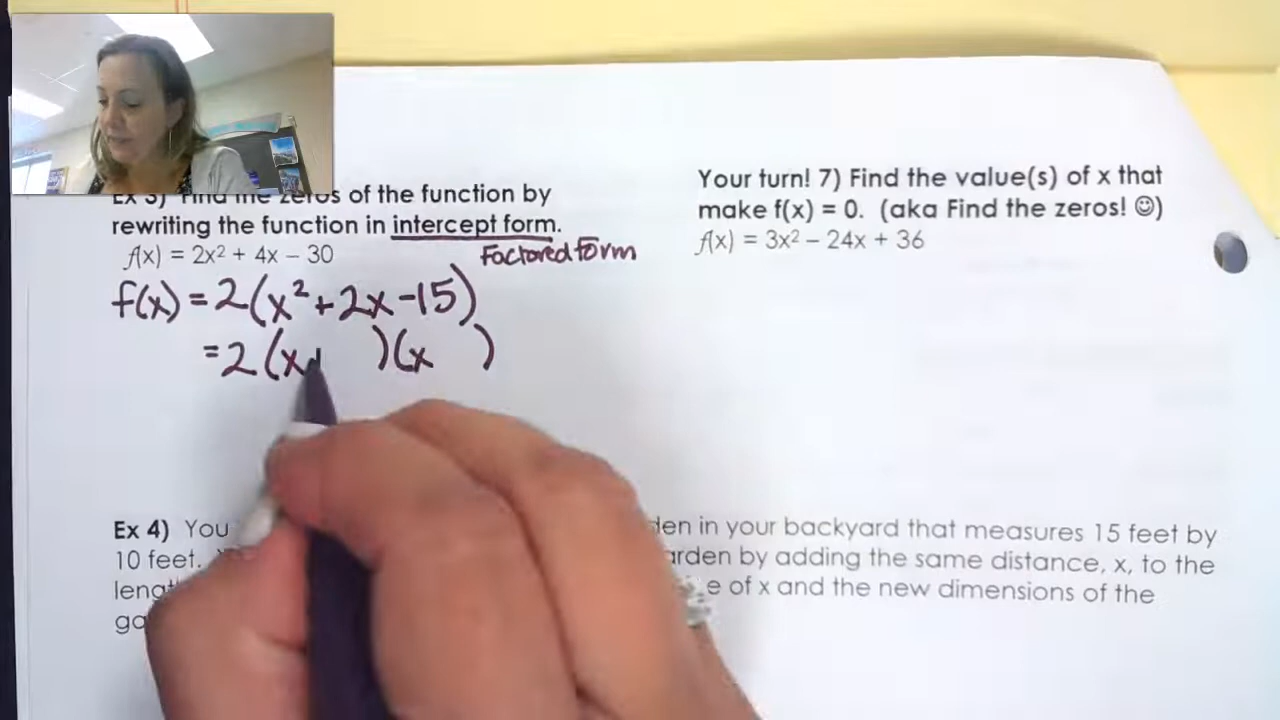 Ex 3) Find the zeros of the function by
rewriting the function in intercept form.
f(x) = 2x² + 4x – 30
Factored form
f(x) = 2(x² + 2x - 15)
= 2(x )(x )
Your turn! 7) Find the value(s) of x that
make f(x) = 0. (aka Find the zeros! ☺)
f(x) = 3x² – 24x + 36
Ex 4) You
in your backyard that measures 15 feet by
10 feet. by adding the same distance, x, to the
of x and the new dimensions of the